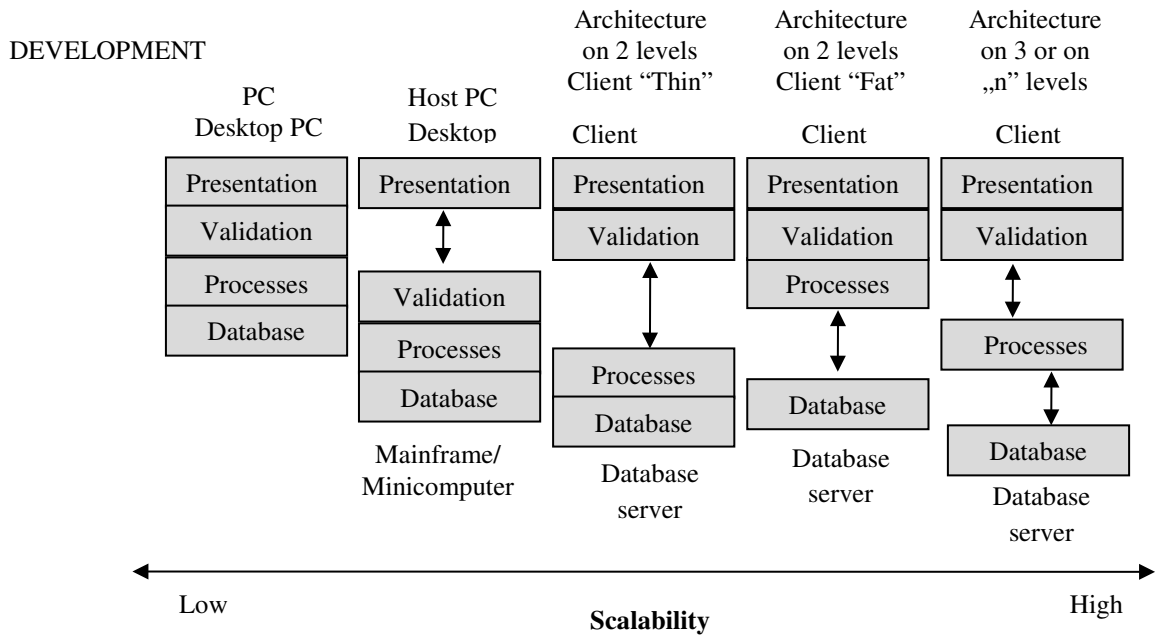 DEVELOPMENT
PC
Desktop PC
Presentation
Validation
Processes
Database
Host PC
Desktop
Presentation
Validation
Processes
Database
Mainframe/
Minicomputer
Architecture
on 2 levels
Client “Thin”
Client
Presentation
Validation
Processes
Database
Database
server
Architecture
on 2 levels
Client “Fat”
Client
Presentation
Validation
Processes
Database
Database
server
Architecture
on 3 or on
„n” levels
Client
Presentation
Validation
Processes
Database
Database
server
Low
Scalability
High